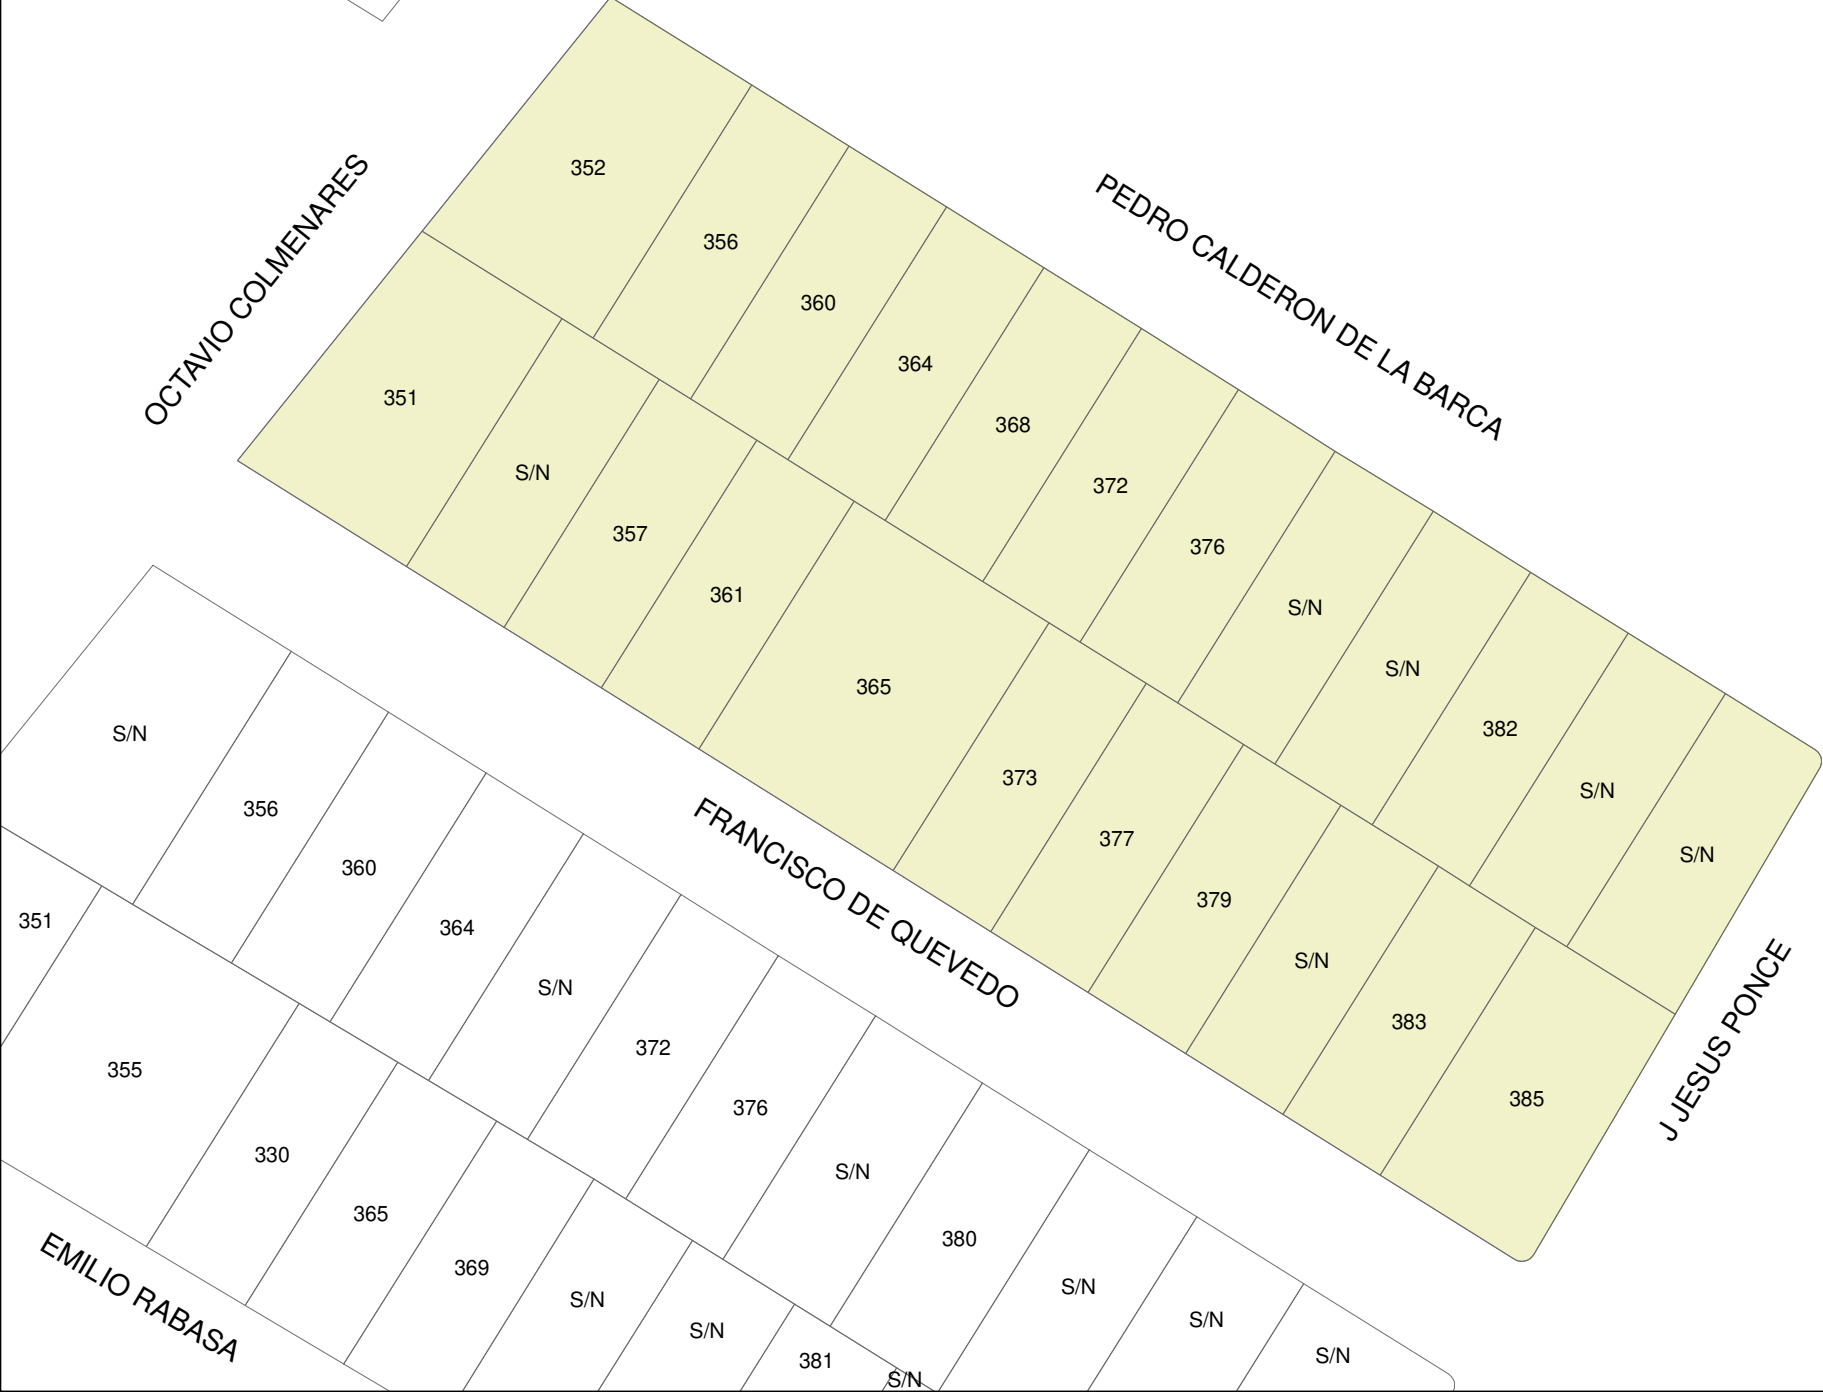 352
356
360
364
368
372
376
S/N
S/N
382
S/N
S/N
PEDRO CALDERON DE LA BARCA
OCTAVIO COLMENARES
351
S/N
357
361
365
373
377
379
S/N
383
385
J JESUS PONCE
FRANCISCO DE QUEVEDO
S/N
356
360
364
S/N
372
376
S/N
380
S/N
S/N
S/N
351
355
330
365
369
S/N
S/N
381
S/N
EMILIO RABASA